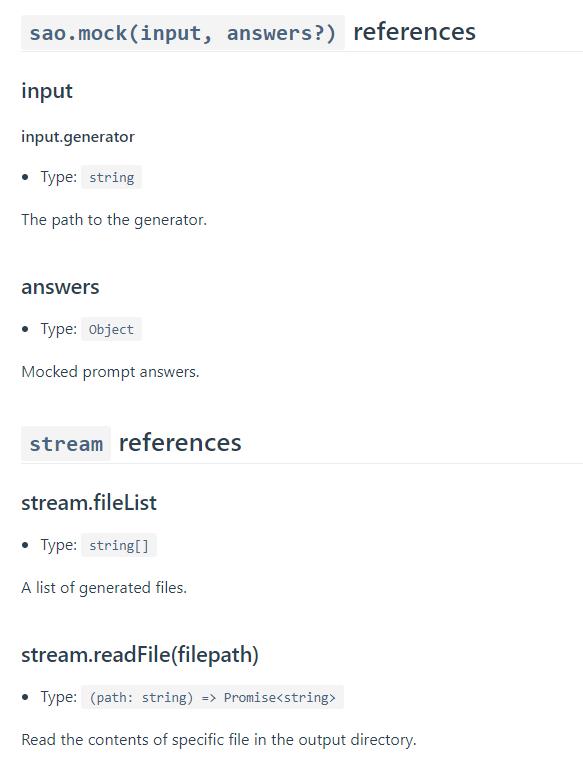 sao.mock(input, answers?) references
input
input.generator
• Type: string
The path to the generator.
answers
• Type: Object
Mocked prompt answers.
stream references
stream.fileList
• Type: string[]
A list of generated files.
stream.readFile(filepath)
• Type: (path: string) => Promise<string>
Read the contents of specific file in the output directory.